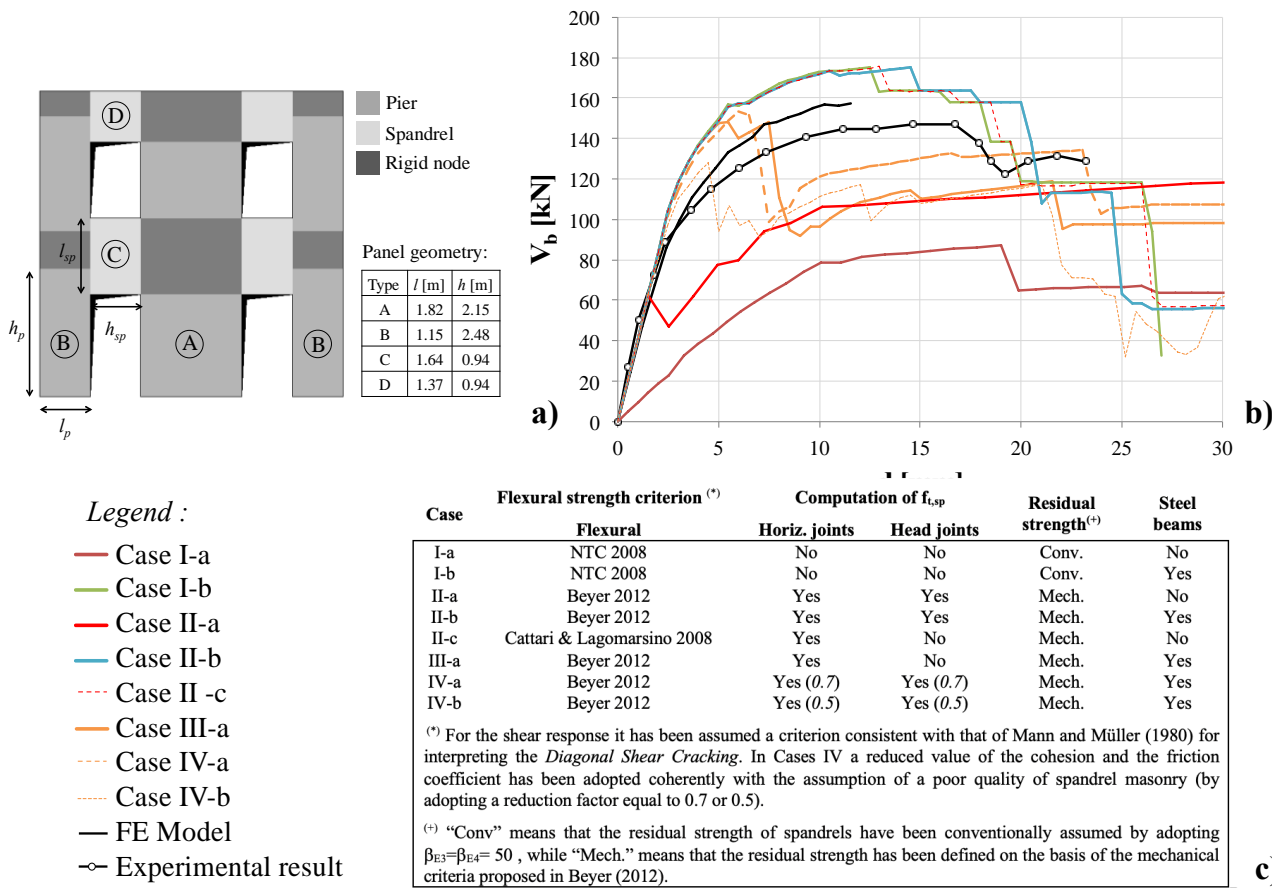 D
C
B
A
B
l_sp
h_p
h_sp
l_p
Pier
Spandrel
Rigid node
Panel geometry:
Type l [m] h [m]
A 1.82 2.15
B 1.15 2.48
C 1.64 0.94
D 1.37 0.94
a)
V_b [kN]
200
180
160
140
120
100
80
60
40
20
0
0 5 10 15 20 25 30
b)
Legend :
Case I-a
Case I-b
Case II-a
Case II-b
Case II -c
Case III-a
Case IV-a
Case IV-b
FE Model
Experimental result
Case Flexural strength criterion (*) Computation of f_t,sp Residual strength(+) Steel beams
Flexural Horiz. joints Head joints
I-a NTC 2008 No No Conv. No
I-b NTC 2008 No No Conv. Yes
II-a Beyer 2012 Yes Yes Mech. No
II-b Beyer 2012 Yes Yes Mech. Yes
II-c Cattari & Lagomarsino 2008 Yes No Mech. No
III-a Beyer 2012 Yes No Mech. Yes
IV-a Beyer 2012 Yes (0.7) Yes (0.7) Mech. Yes
IV-b Beyer 2012 Yes (0.5) Yes (0.5) Mech. Yes
(*) For the shear response it has been assumed a criterion consistent with that of Mann and Müller (1980) for
interpreting the Diagonal Shear Cracking. In Cases IV a reduced value of the cohesion and the friction
coefficient has been adopted coherently with the assumption of a poor quality of spandrel masonry (by
adopting a reduction factor equal to 0.7 or 0.5).
(+) "Conv" means that the residual strength of spandrels have been conventionally assumed by adopting
β_E3=β_E4= 50 , while "Mech." means that the residual strength has been defined on the basis of the mechanical
criteria proposed in Beyer (2012).
c)